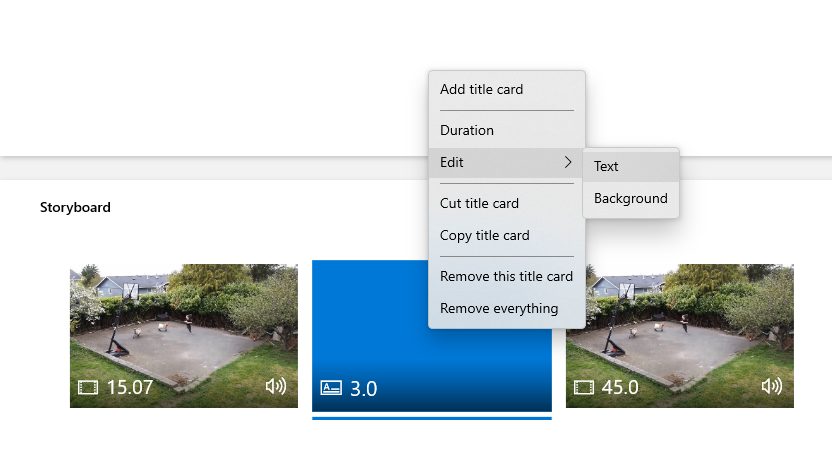 Add title card
Duration
Edit
Text
Background
Cut title card
Copy title card
Remove this title card
Remove everything
Storyboard
15.07
3.0
45.0